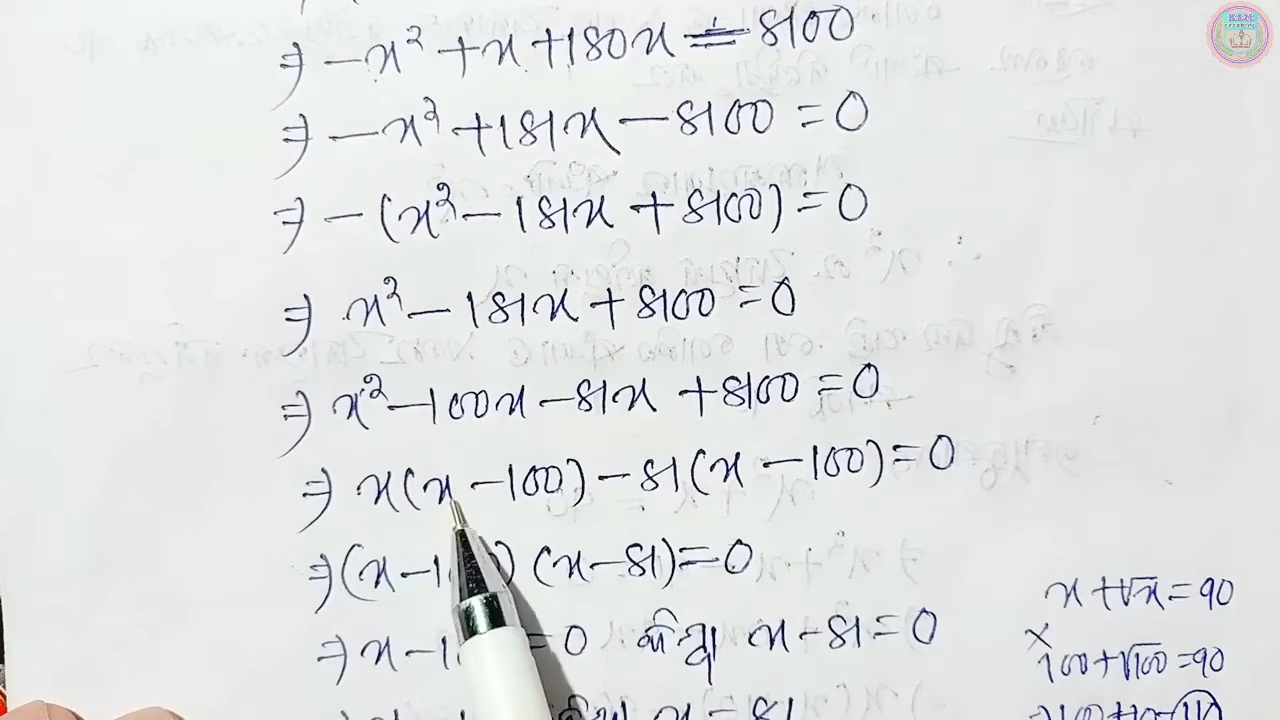 ⇒ -x² + x + 180x = 8100
⇒ -x² + 181x - 8100 = 0
⇒ -(x² - 181x + 8100) = 0
⇒ x² - 181x + 8100 = 0
⇒ x² - 100x - 81x + 8100 = 0
⇒ x(x - 100) - 81(x - 100) = 0
⇒ (x - 1 ) (x - 81) = 0
⇒ x - 1 = 0 କିମ୍ବା x - 81 = 0
x = 81
x + √x = 90
× 100 + √100 = 90